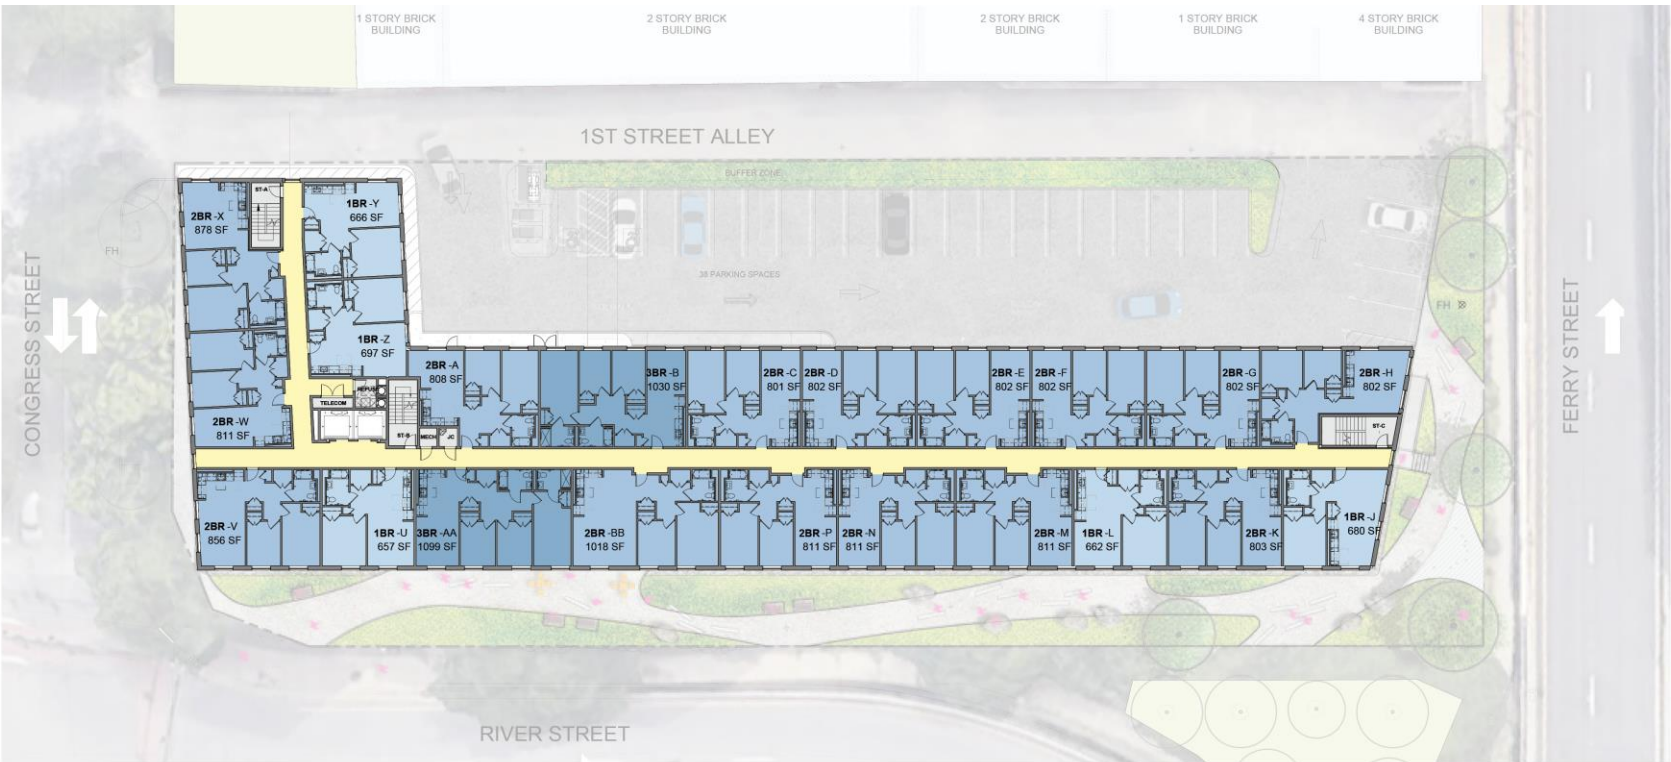 1 STORY BRICK
BUILDING
2 STORY BRICK
BUILDING
2 STORY BRICK
BUILDING
1 STORY BRICK
BUILDING
4 STORY BRICK
BUILDING
1ST STREET ALLEY
BUFFER ZONE
38 PARKING SPACES
CONGRESS STREET
FH
FERRY STREET
FH
ST-A
2BR -X
878 SF
1BR -Y
666 SF
1BR -Z
697 SF
2BR -W
811 SF
TELECOM
REFUSE
ST-B
MECH
JC
2BR -A
808 SF
3BR -B
1030 SF
2BR -C
801 SF
2BR -D
802 SF
2BR -E
802 SF
2BR -F
802 SF
2BR -G
802 SF
2BR -H
802 SF
ST-C
2BR -V
856 SF
1BR -U
657 SF
3BR -AA
1099 SF
2BR -BB
1018 SF
2BR -P
811 SF
2BR -N
811 SF
2BR -M
811 SF
1BR -L
662 SF
2BR -K
803 SF
1BR -J
680 SF
RIVER STREET